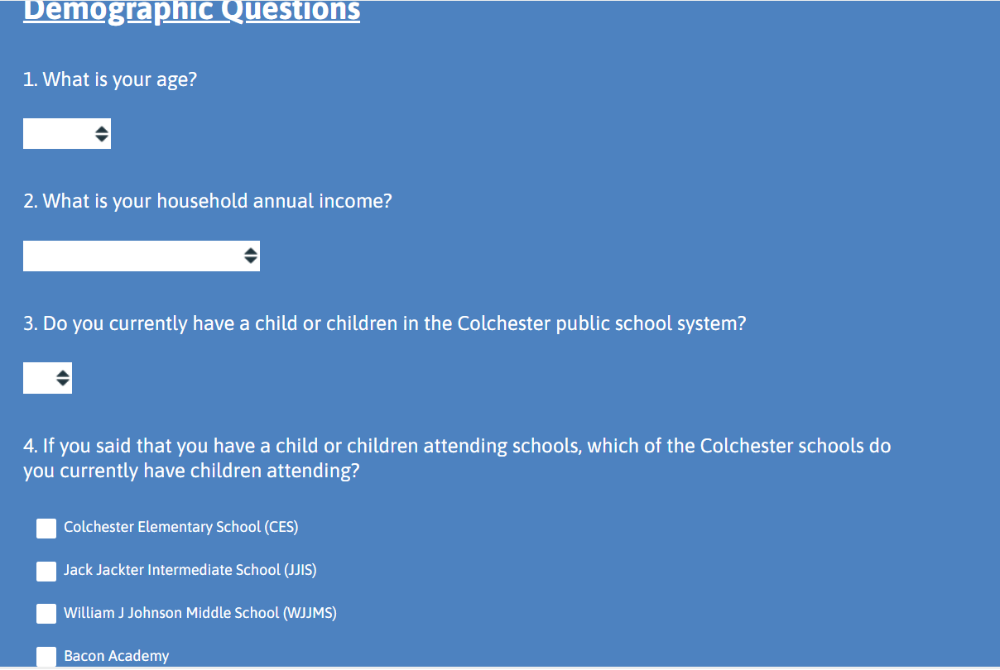 Demographic Questions
1. What is your age?
2. What is your household annual income?
3. Do you currently have a child or children in the Colchester public school system?
4. If you said that you have a child or children attending schools, which of the Colchester schools do
you currently have children attending?
Colchester Elementary School (CES)
Jack Jackter Intermediate School (JJIS)
William J Johnson Middle School (WJJMS)
Bacon Academy